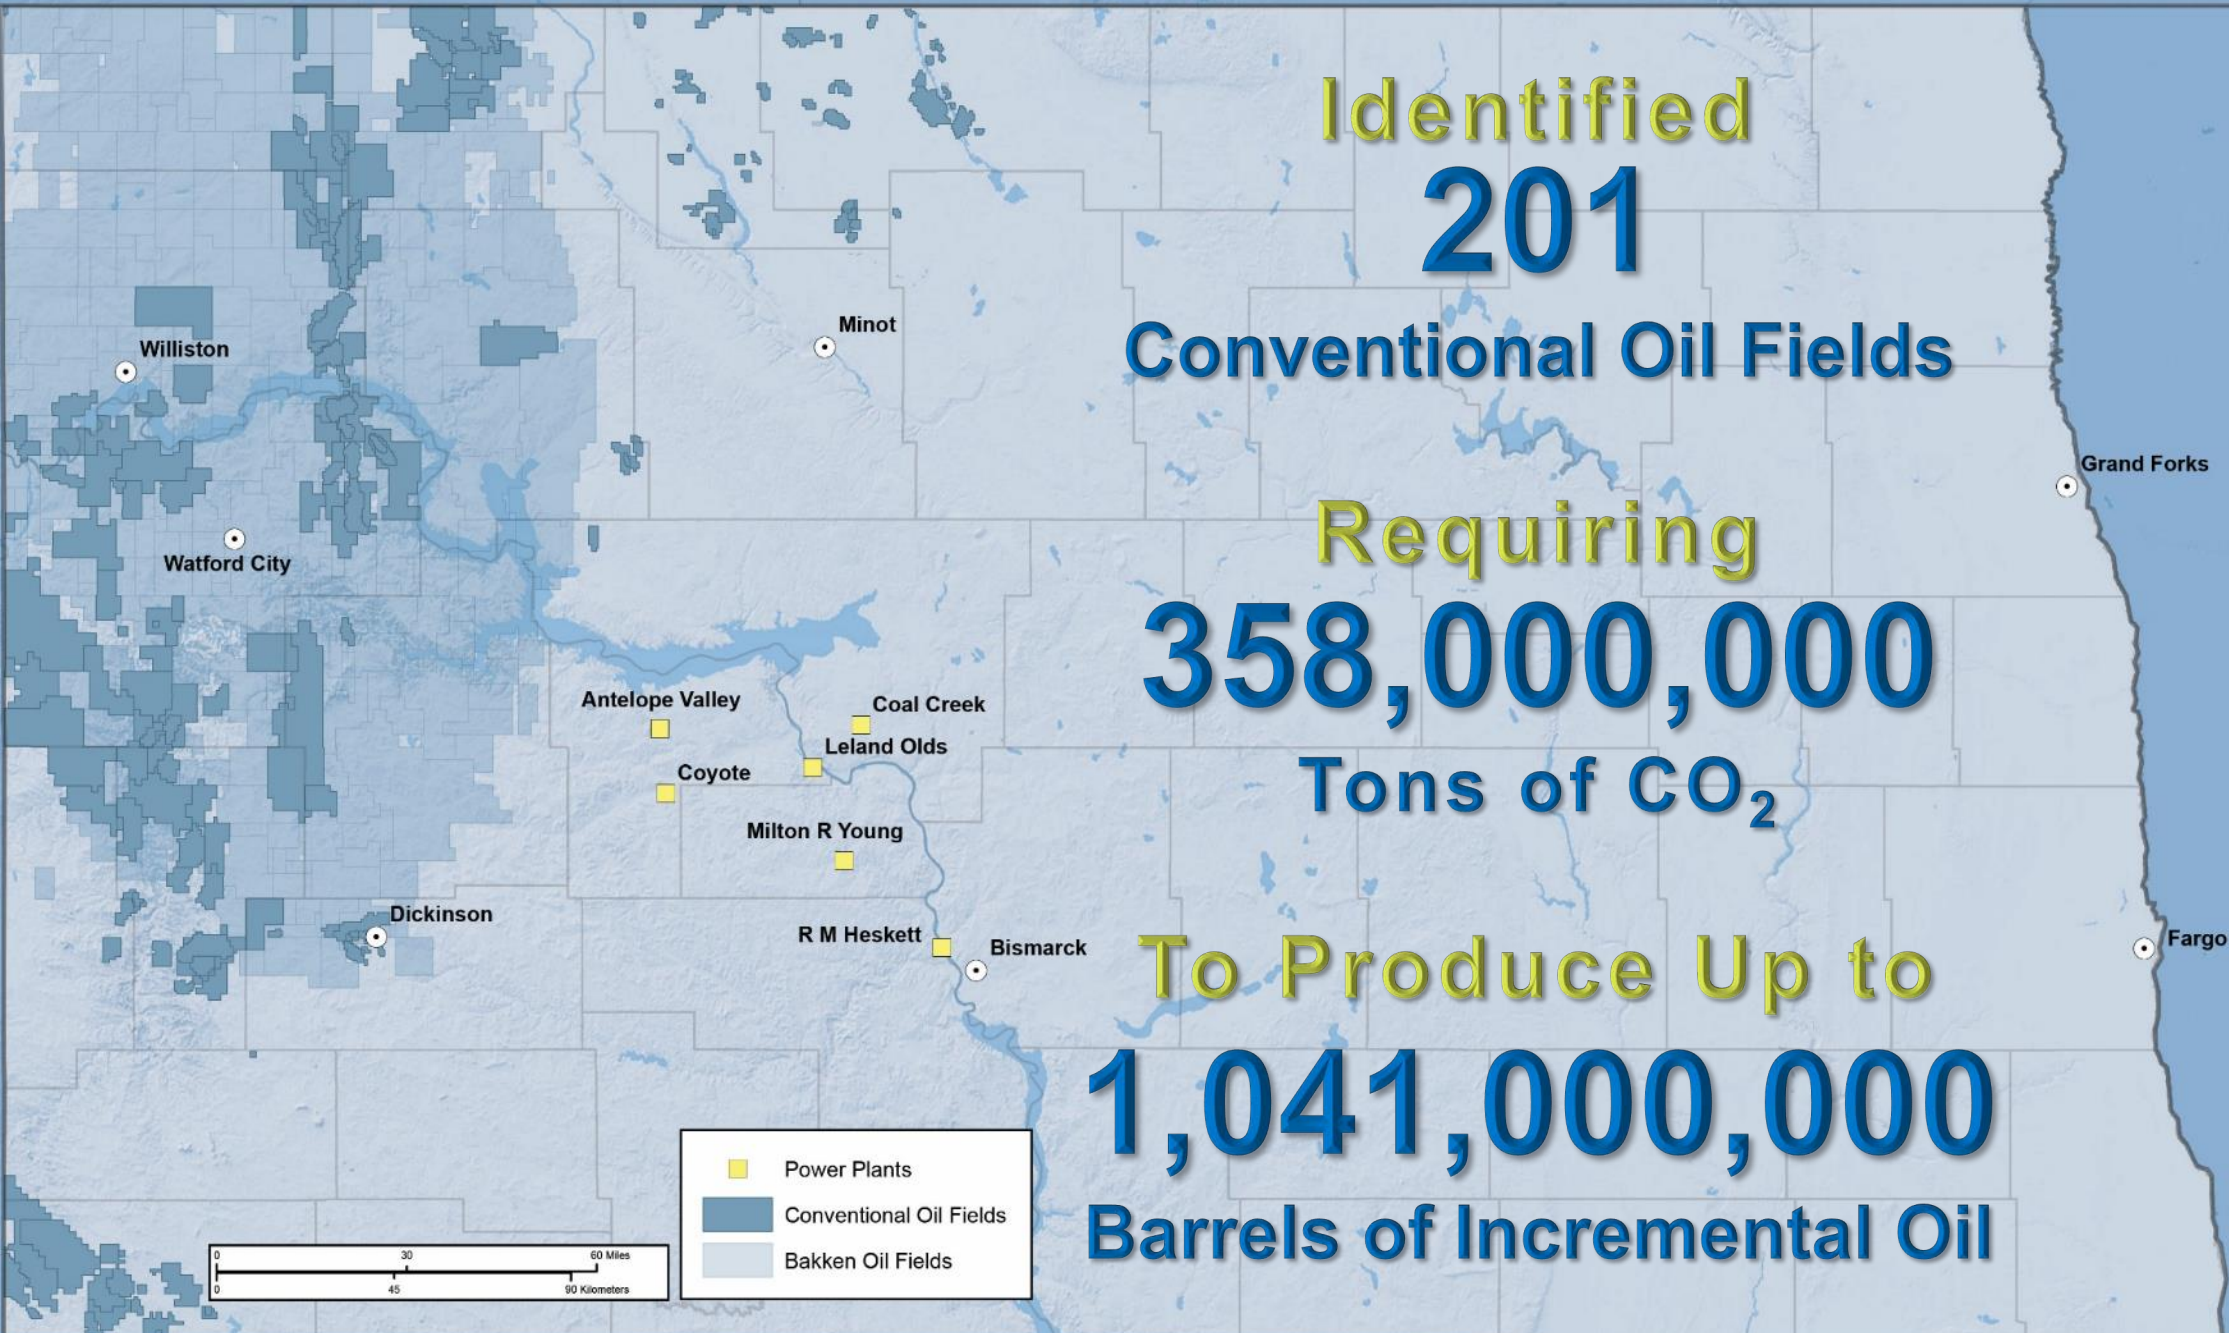 Identified
201
Conventional Oil Fields
Requiring
358,000,000
Tons of CO₂
To Produce Up to
1,041,000,000
Barrels of Incremental Oil
Minot
Williston
Grand Forks
Watford City
Antelope Valley
Coal Creek
Leland Olds
Coyote
Milton R Young
Dickinson
R M Heskett
Bismarck
Fargo
Power Plants
Conventional Oil Fields
Bakken Oil Fields
0 30 60 Miles
0 45 90 Kilometers